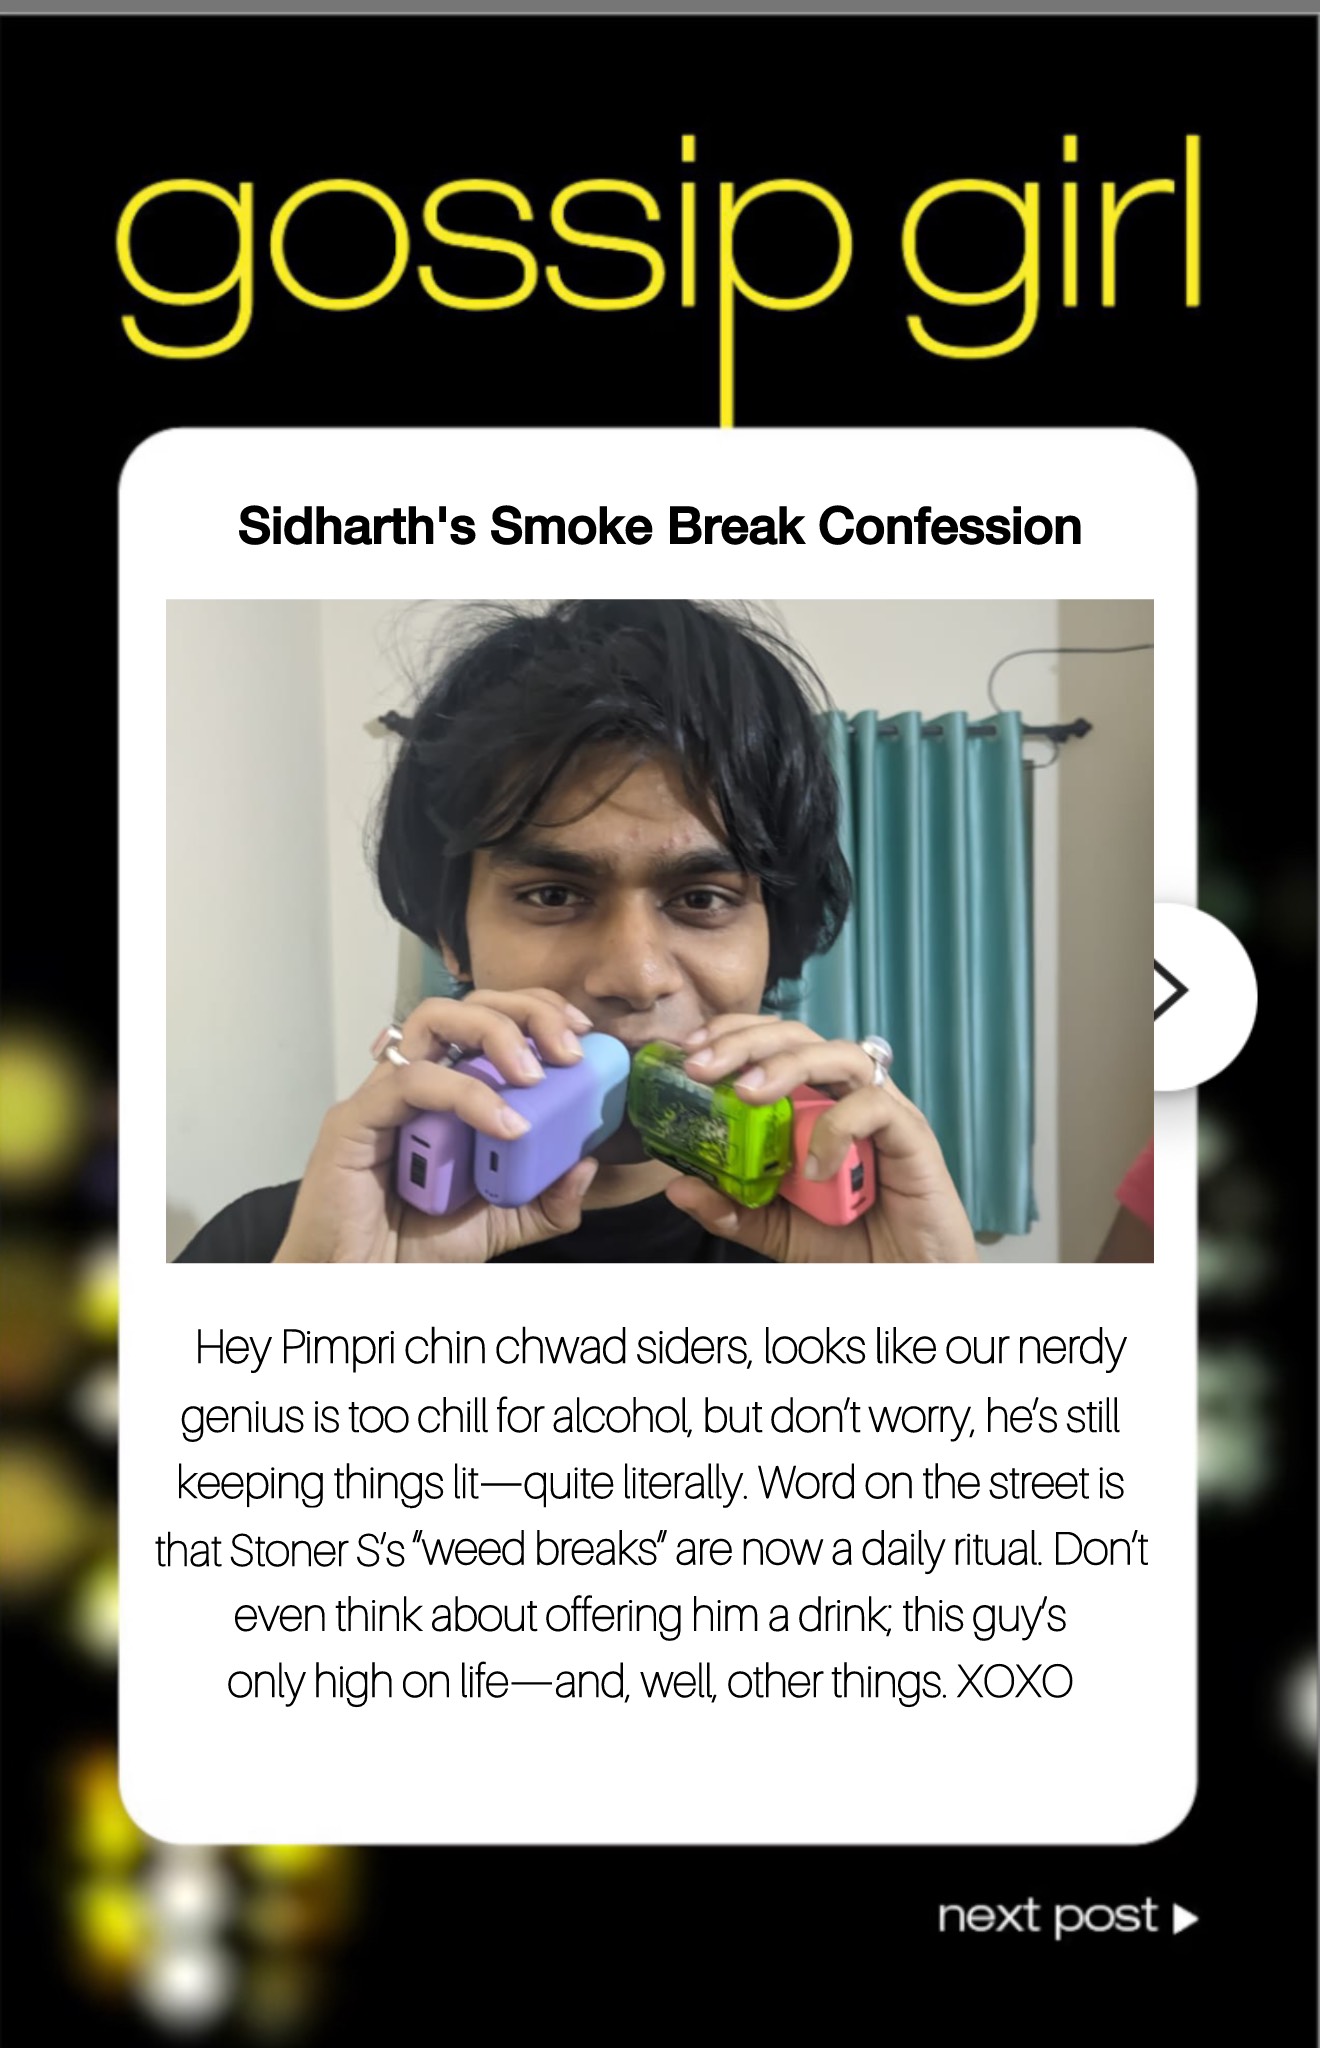 gossip girl
Sidharth's Smoke Break Confession
Hey Pimpri chin chwad siders, looks like our nerdy
genius is too chill for alcohol, but don't worry, he's still
keeping things lit—quite literally. Word on the street is
that Stoner S's "weed breaks" are now a daily ritual. Don't
even think about offering him a drink; this guy's
only high on life—and, well, other things. XOXO
next post